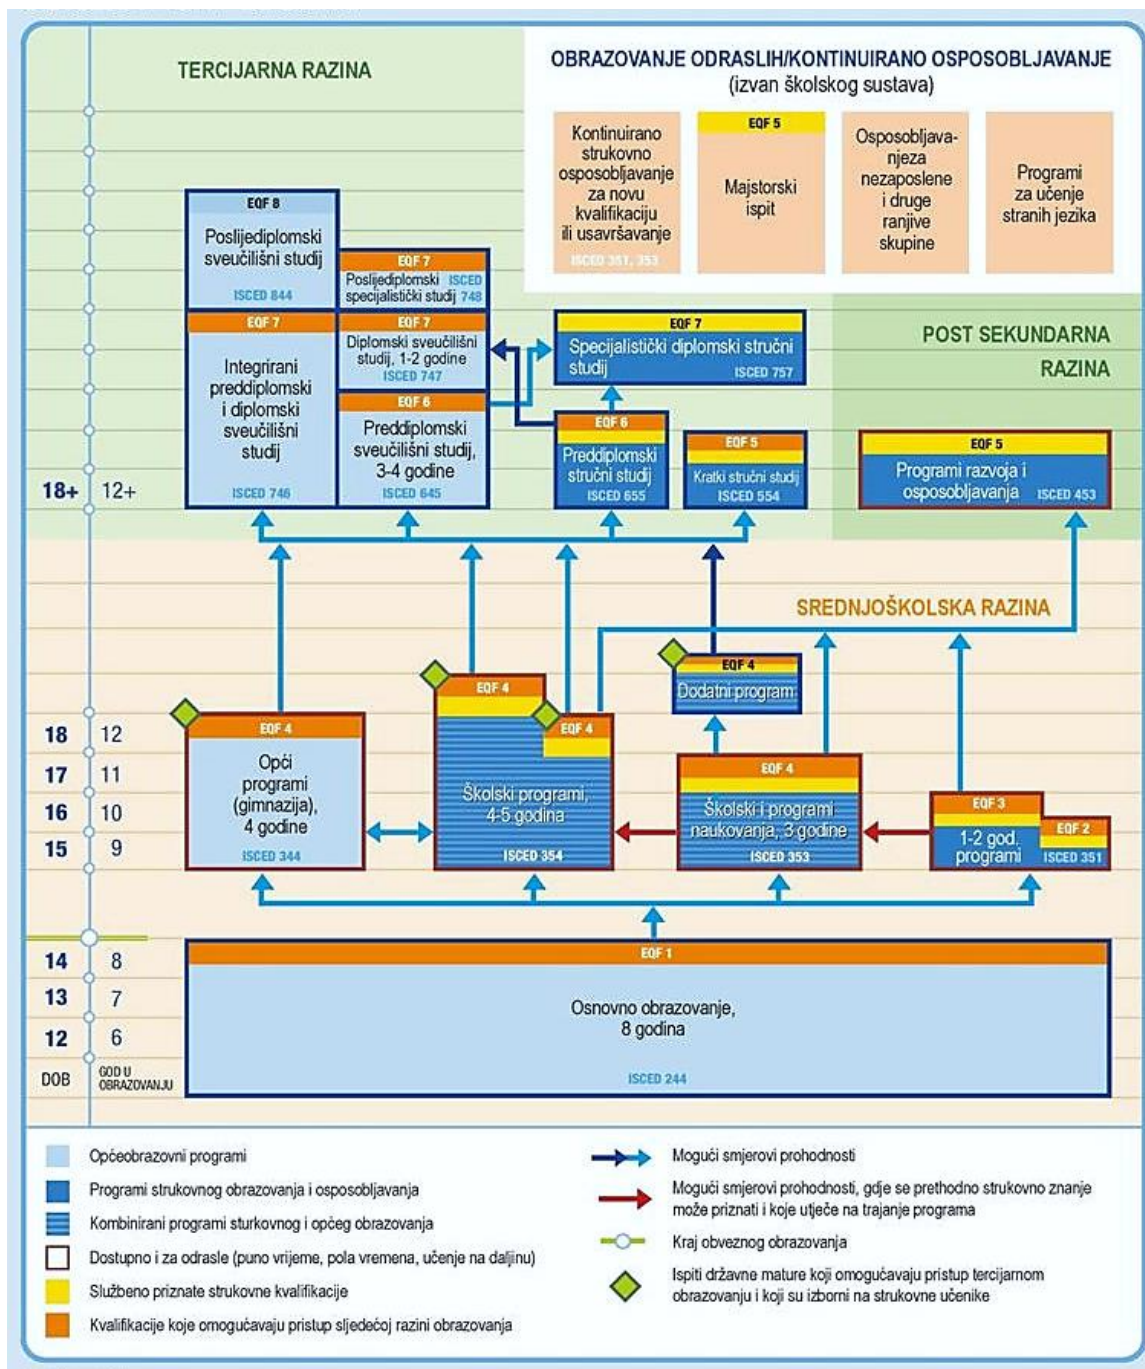 TERCIJARNA RAZINA
OBRAZOVANJE ODRASLIH/KONTINUIRANO OSPOSOBLJAVANJE
(izvan školskog sustava)
Kontinuirano
strukovno
osposobljavanje
za novu
kvalifikaciju
ili usavršavanje
ISCED 351, 353
EQF 5
Majstorski
ispit
Osposobljava-
njeza
nezaposlene
i druge
ranjive
skupine
Programi
za učenje
stranih jezika
EQF 8
Poslijediplomski
sveučilišni studij
ISCED 844
EQF 7
Poslijediplomski ISCED
specijalistički studij 748
EQF 7
Integrirani
preddiplomski
i diplomski
sveučilišni
studij
ISCED 746
EQF 7
Diplomski sveučilišni
studij, 1-2 godine
ISCED 747
EQF 6
Preddiplomski
sveučilišni studij,
3-4 godine
ISCED 645
EQF 7
Specijalistički diplomski stručni
studij
ISCED 757
EQF 6
Preddiplomski
stručni studij
ISCED 655
EQF 5
Kratki stručni studij
ISCED 554
POST SEKUNDARNA
RAZINA
EQF 5
Programi razvoja i
osposobljavanja ISCED 453
18+ 12+
SREDNJOŠKOLSKA RAZINA
EQF 4
Dodatni program
EQF 4
Opći
programi
(gimnazija),
4 godine
ISCED 344
EQF 4
EQF 4
Školski programi,
4-5 godina
ISCED 354
EQF 4
Školski i programi
naukovanja, 3 godine
ISCED 353
EQF 3
1-2 god.
programi
EQF 2
ISCED 351
18 12
17 11
16 10
15 9
EQF 1
Osnovno obrazovanje,
8 godina
ISCED 244
14 8
13 7
12 6
DOB GOD U
OBRAZOVANJU
Općeobrazovni programi
Programi strukovnog obrazovanja i osposobljavanja
Kombinirani programi sturkovnog i općeg obrazovanja
Dostupno i za odrasle (puno vrijeme, pola vremena, učenje na daljinu)
Službeno priznate strukovne kvalifikacije
Kvalifikacije koje omogućavaju pristup sljedećoj razini obrazovanja
Mogući smjerovi prohodnosti
Mogući smjerovi prohodnosti, gdje se prethodno strukovno znanje
može priznati i koje utječe na trajanje programa
Kraj obveznog obrazovanja
Ispiti državne mature koji omogućavaju pristup tercijarnom
obrazovanju i koji su izborni na strukovne učenike